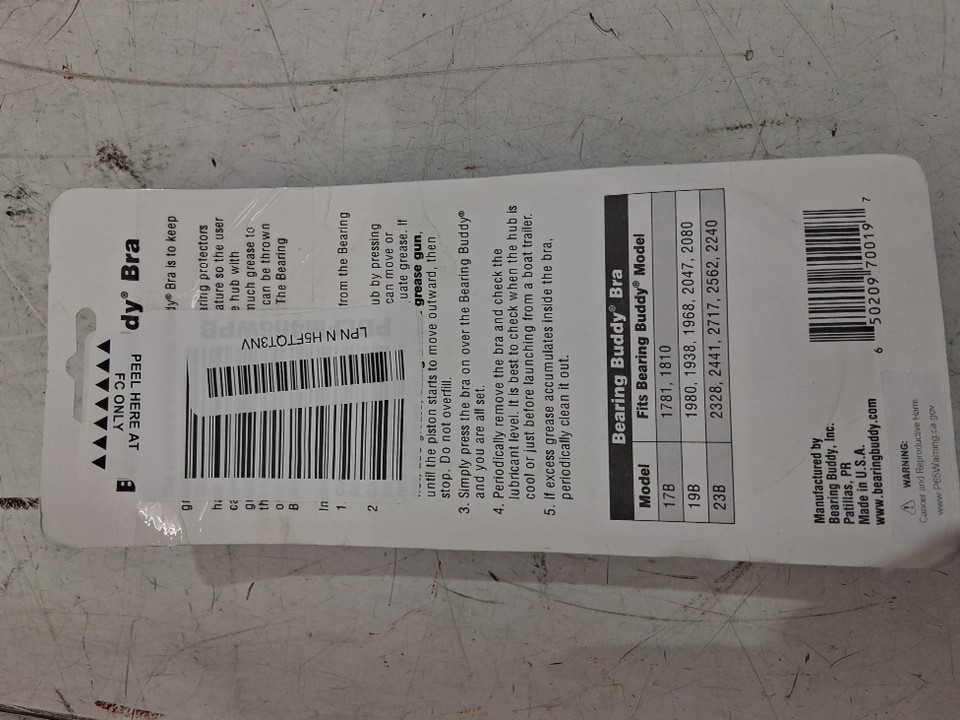 dy® Bra
PEEL HERE AT
FC ONLY
LPN N H5FTQT3NV
dy® Bra is to keep
aring protectors
ature so the user
e hub with
much grease to
can be thrown
The Bearing
In
1.
from the Bearing
2
ub by pressing
can move or
uate grease. If
grease gun,
until the piston starts to move outward, then
stop. Do not overfill.
3. Simply press the bra on over the Bearing Buddy®
and you are all set.
4. Periodically remove the bra and check the
lubricant level. It is best to check when the hub is
cool or just before launching from a boat trailer.
5. If excess grease accumulates inside the bra,
periodically clean it out.
Bearing Buddy® Bra
Model Fits Bearing Buddy® Model
17B 1781, 1810
19B 1980, 1938, 1968, 2047, 2080
23B 2328, 2441, 2717, 2562, 2240
Manufactured by
Bearing Buddy, Inc.
Patillas, PR
Made in U.S.A.
www.bearingbuddy.com
6 50209 70019 7
WARNING:
Cancer and Reproductive Harm
www.P65Warning.ca.gov